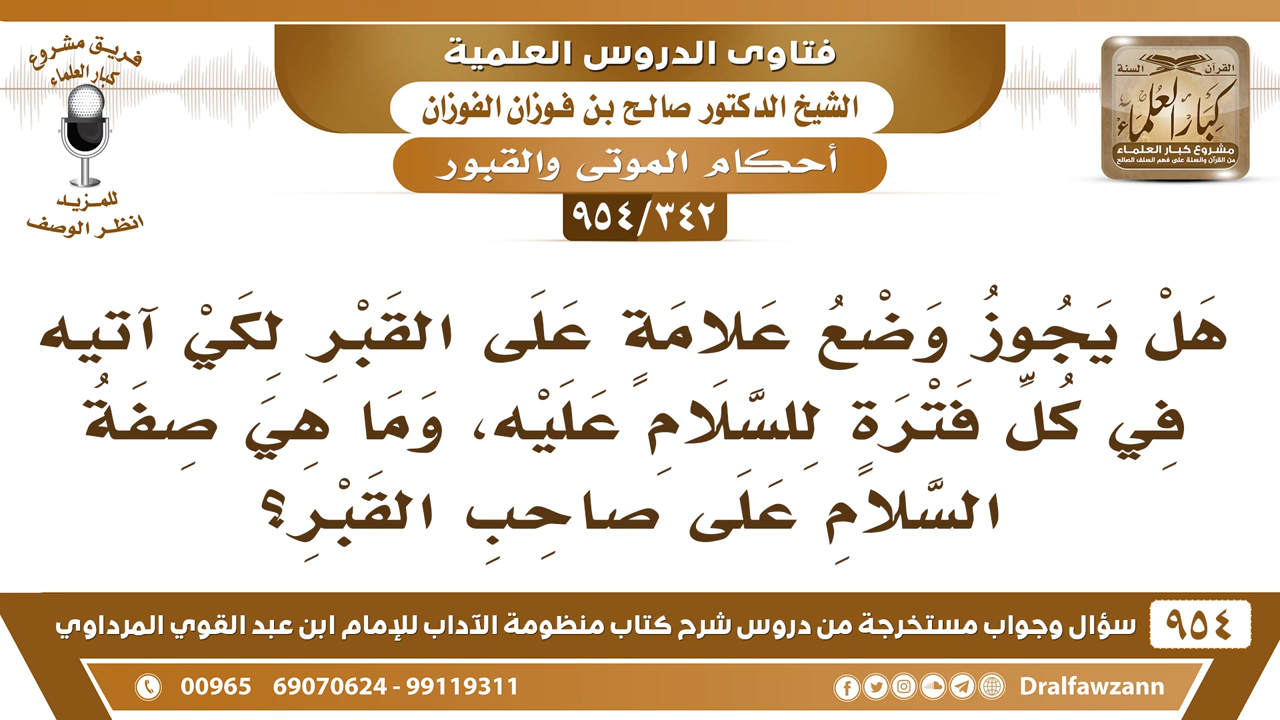 فتاوى الدروس العلمية
الشيخ الدكتور صالح بن فوزان الفوزان
أحكام الموتى والقبور
٩٥٤/٣٤٢
القرآن السنة
كبار العلماء
مشروع كبار العلماء
من القرآن والسنة على فهم السلف الصالح
فريق مشروع
كبار العلماء
للمزيد
انظر الوصف
هَلْ يَجُوزُ وَضْعُ عَلامَةٍ عَلَى القَبْرِ لِكَيْ آتيه
فِي كُلِّ فَتْرَةٍ لِلسَّلَامِ عَلَيْه، وَمَا هِيَ صِفَةُ
السَّلامِ عَلَى صاحِبِ القَبْرِ؟
٩٥٤ سؤال وجواب مستخرجة من دروس شرح كتاب منظومة الآداب للإمام ابن عبد القوي المرداوي
00965 69070624 - 99119311
Dralfawzann